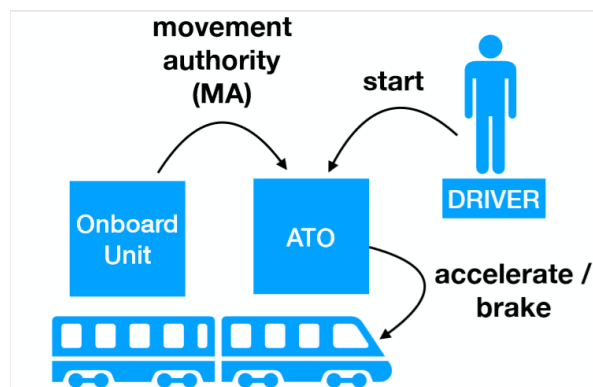 movement
authority
(MA)
start
Onboard
Unit
ATO
DRIVER
accelerate /
brake